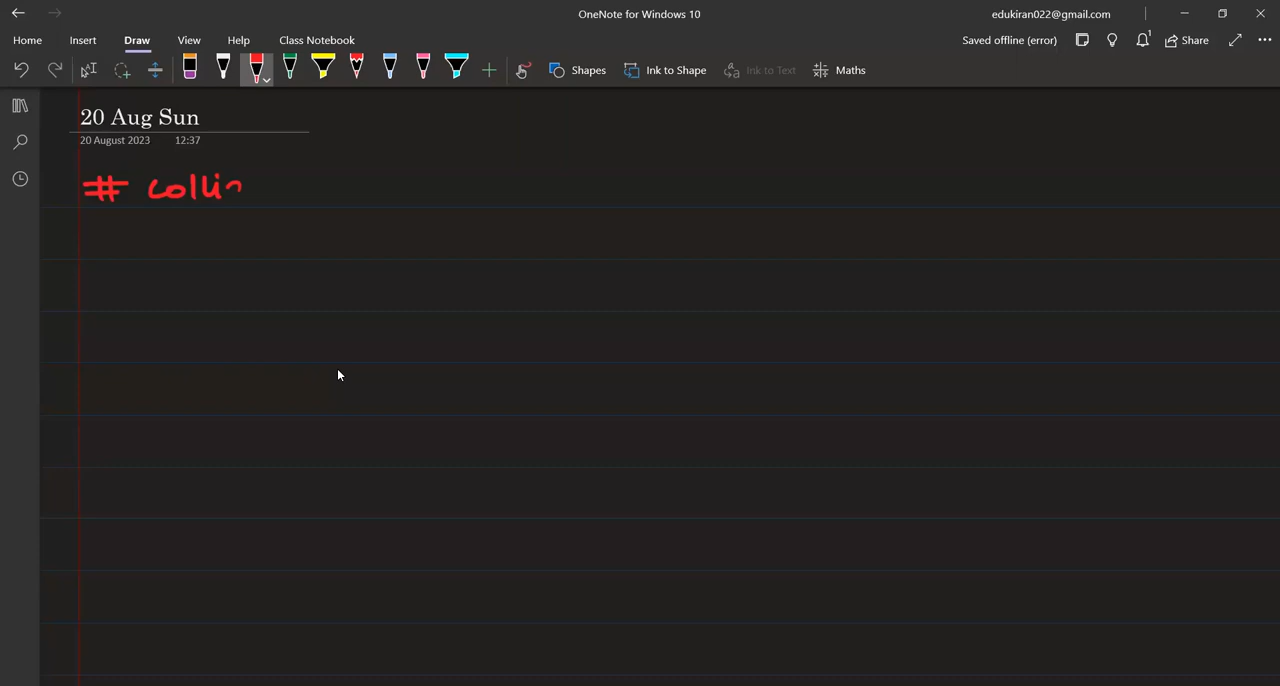 OneNote for Windows 10
edukiran022@gmail.com
Home Insert Draw View Help Class Notebook
Saved offline (error) Share
Shapes Ink to Shape Ink to Text Maths
20 Aug Sun
20 August 2023 12:37
# collin